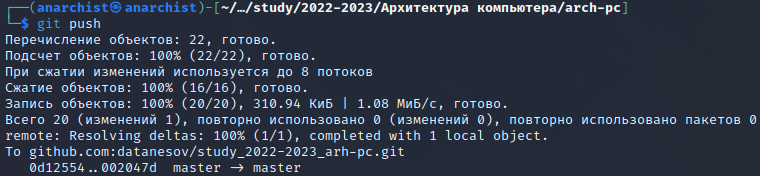 ┌──(anarchist㉿anarchist)-[~/…/study/2022-2023/Архитектура компьютера/arch-pc]
└─$ git push
Перечисление объектов: 22, готово.
Подсчет объектов: 100% (22/22), готово.
При сжатии изменений используется до 8 потоков
Сжатие объектов: 100% (16/16), готово.
Запись объектов: 100% (20/20), 310.94 КиБ | 1.08 МиБ/с, готово.
Всего 20 (изменений 1), повторно использовано 0 (изменений 0), повторно использовано пакетов 0
remote: Resolving deltas: 100% (1/1), completed with 1 local object.
To github.com:datanesov/study_2022-2023_arh-pc.git
0d12554..002047d master -> master